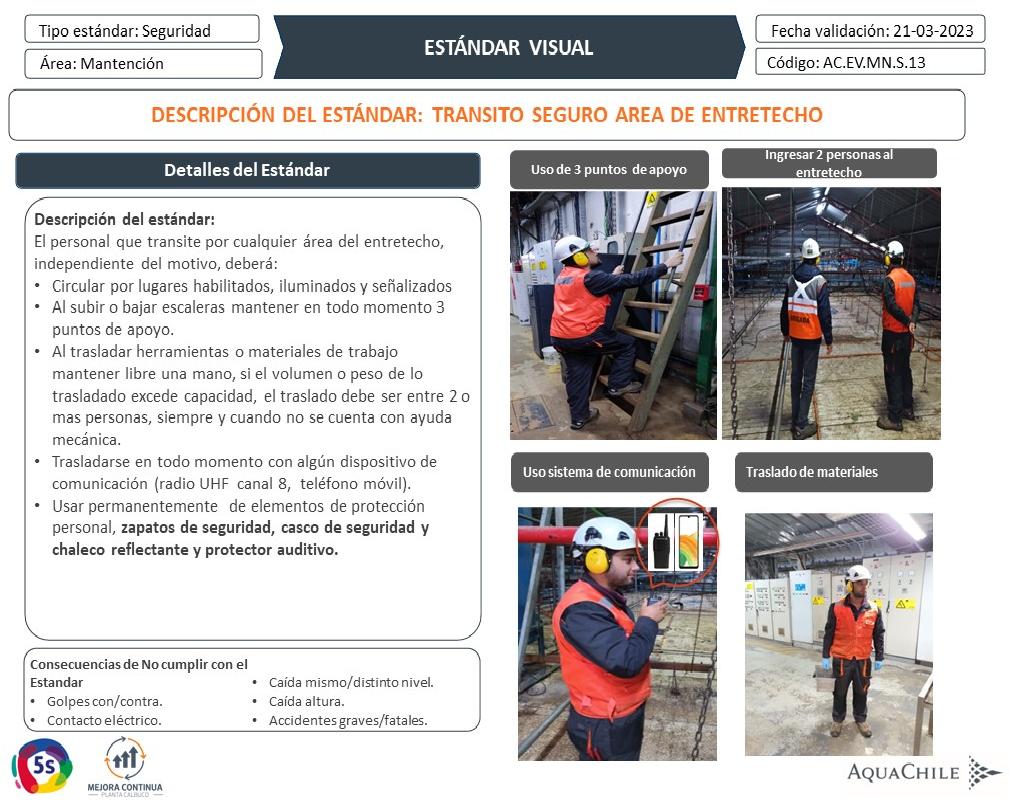 Tipo estándar: Seguridad
Área: Mantención
ESTÁNDAR VISUAL
Fecha validación: 21-03-2023
Código: AC.EV.MN.S.13
DESCRIPCIÓN DEL ESTÁNDAR: TRANSITO SEGURO AREA DE ENTRETECHO
Detalles del Estándar
Descripción del estándar:
El personal que transite por cualquier área del entretecho,
independiente del motivo, deberá:
• Circular por lugares habilitados, iluminados y señalizados
• Al subir o bajar escaleras mantener en todo momento 3
puntos de apoyo.
• Al trasladar herramientas o materiales de trabajo
mantener libre una mano, si el volumen o peso de lo
trasladado excede capacidad, el traslado debe ser entre 2 o
mas personas, siempre y cuando no se cuenta con ayuda
mecánica.
• Trasladarse en todo momento con algún dispositivo de
comunicación (radio UHF canal 8, teléfono móvil).
• Usar permanentemente de elementos de protección
personal, zapatos de seguridad, casco de seguridad y
chaleco reflectante y protector auditivo.
Consecuencias de No cumplir con el
Estandar
• Golpes con/contra.
• Contacto eléctrico.
• Caída mismo/distinto nivel.
• Caída altura.
• Accidentes graves/fatales.
Uso de 3 puntos de apoyo
Ingresar 2 personas al
entretecho
BRIGADA
Uso sistema de comunicación
Traslado de materiales
5s
MEJORA CONTINUA
PLANTA CALBUCO
AQUACHILE